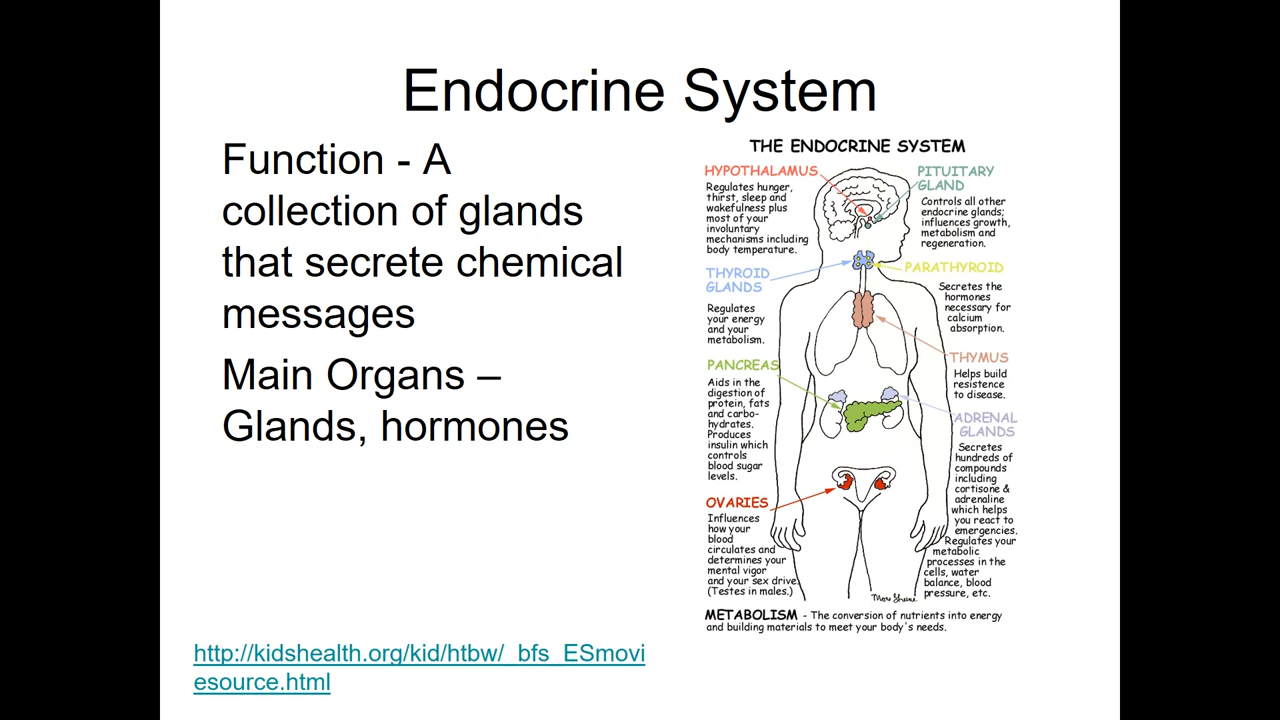 Endocrine System
Function - A
collection of glands
that secrete chemical
messages
Main Organs –
Glands, hormones
http://kidshealth.org/kid/htbw/_bfs_ESmovi
esource.html
THE ENDOCRINE SYSTEM
HYPOTHALAMUS
Regulates hunger,
thirst, sleep and
wakefulness plus
most of your
involuntary
mechanisms including
body temperature.
PITUITARY
GLAND
Controls all other
endocrine glands;
influences growth,
metabolism and
regeneration.
THYROID
GLANDS
Regulates
your energy
and your
metabolism.
PARATHYROID
Secretes the
hormones
necessary for
calcium
absorption.
THYMUS
Helps build
resistence
to disease.
PANCREAS
Aids in the
digestion of
protein, fats
and carbo-
hydrates.
Produces
insulin which
controls
blood sugar
levels.
ADRENAL
GLANDS
Secretes
hundreds of
compounds
including
cortisone &
adrenaline
which helps
you react to
emergencies.
Regulates your
metabolic
processes in the
cells, water
balance, blood
pressure, etc.
OVARIES
Influences
how your
blood
circulates and
determines your
mental vigor
and your sex drive.
(Testes in males.)
METABOLISM - The conversion of nutrients into energy
and building materials to meet your body's needs.